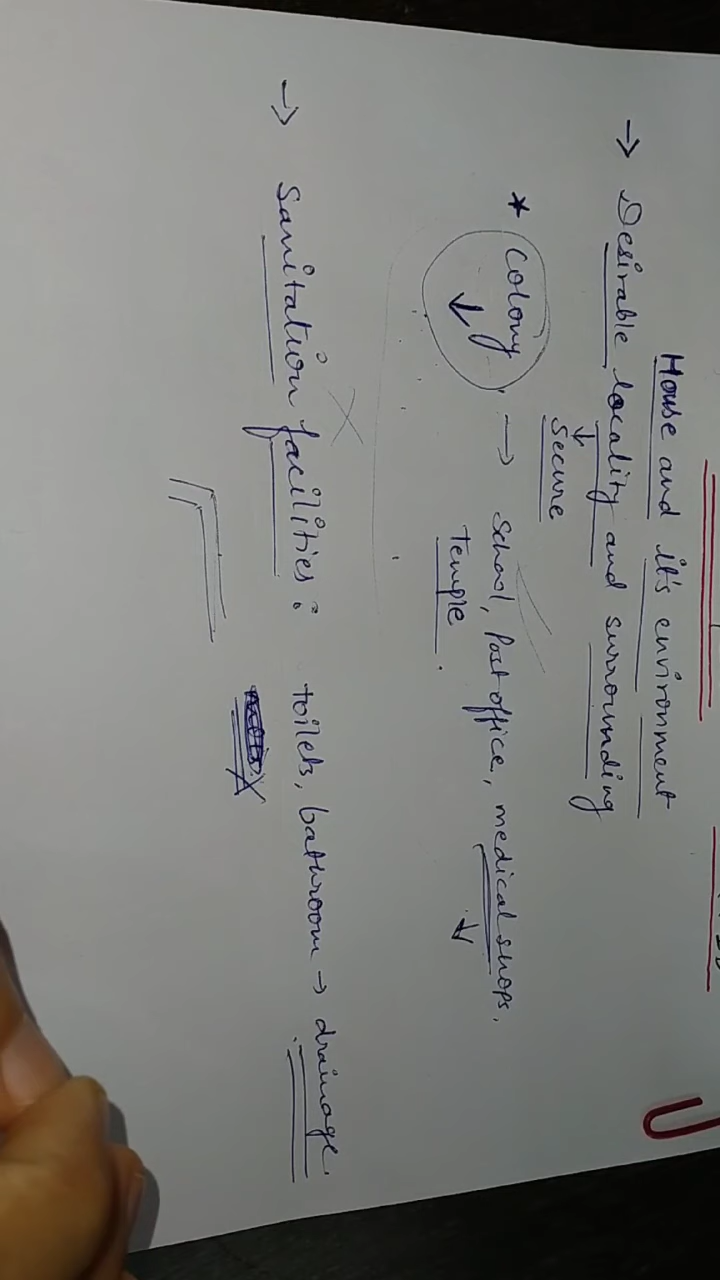 House and it's environment
→ Desirable locality and surrounding
↓
Secure
* Colony → School, Post office, medical shops,
↓ Temple. ↓
→ Sanitation facilities: toilets, bathroom → drainage.